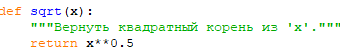 def sqrt(x):
    """Вернуть квадратный корень из 'x'."""
    return x**0.5